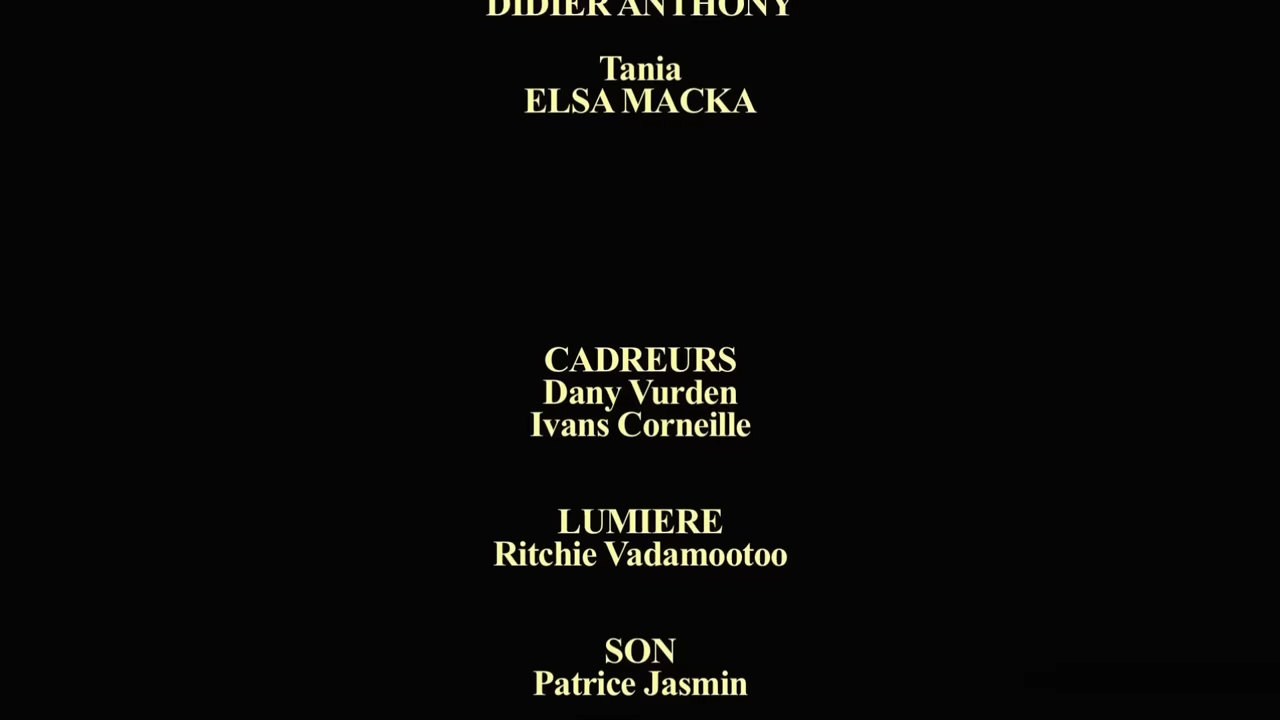 DIDIER ANTHONY
Tania
ELSA MACKA
CADREURS
Dany Vurden
Ivans Corneille
LUMIERE
Ritchie Vadamootoo
SON
Patrice Jasmin